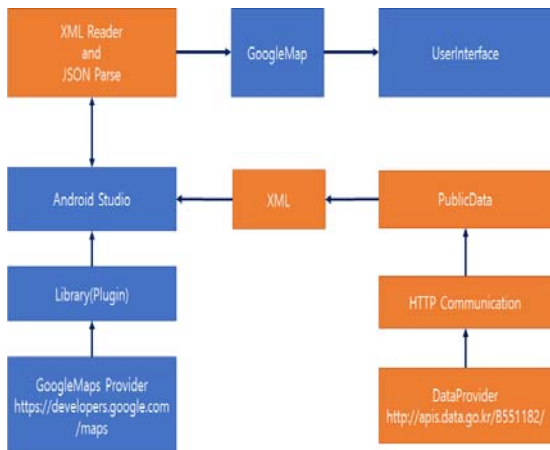 XML Reader
and
JSON Parse
GoogleMap
UserInterface
Android Studio
XML
PublicData
Library(Plugin)
HTTP Communication
GoogleMaps Provider
https://developers.google.com
/maps
DataProvider
http://apis.data.go.kr/B551182/